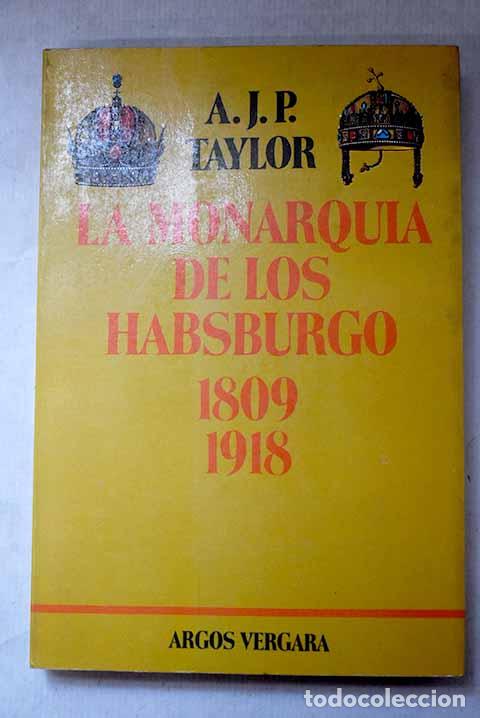 A.J.P.
TAYLOR
LA MONARQUIA
DE LOS
HABSBURGO
1809
1918
ARGOS VERGARA
todocoleccion